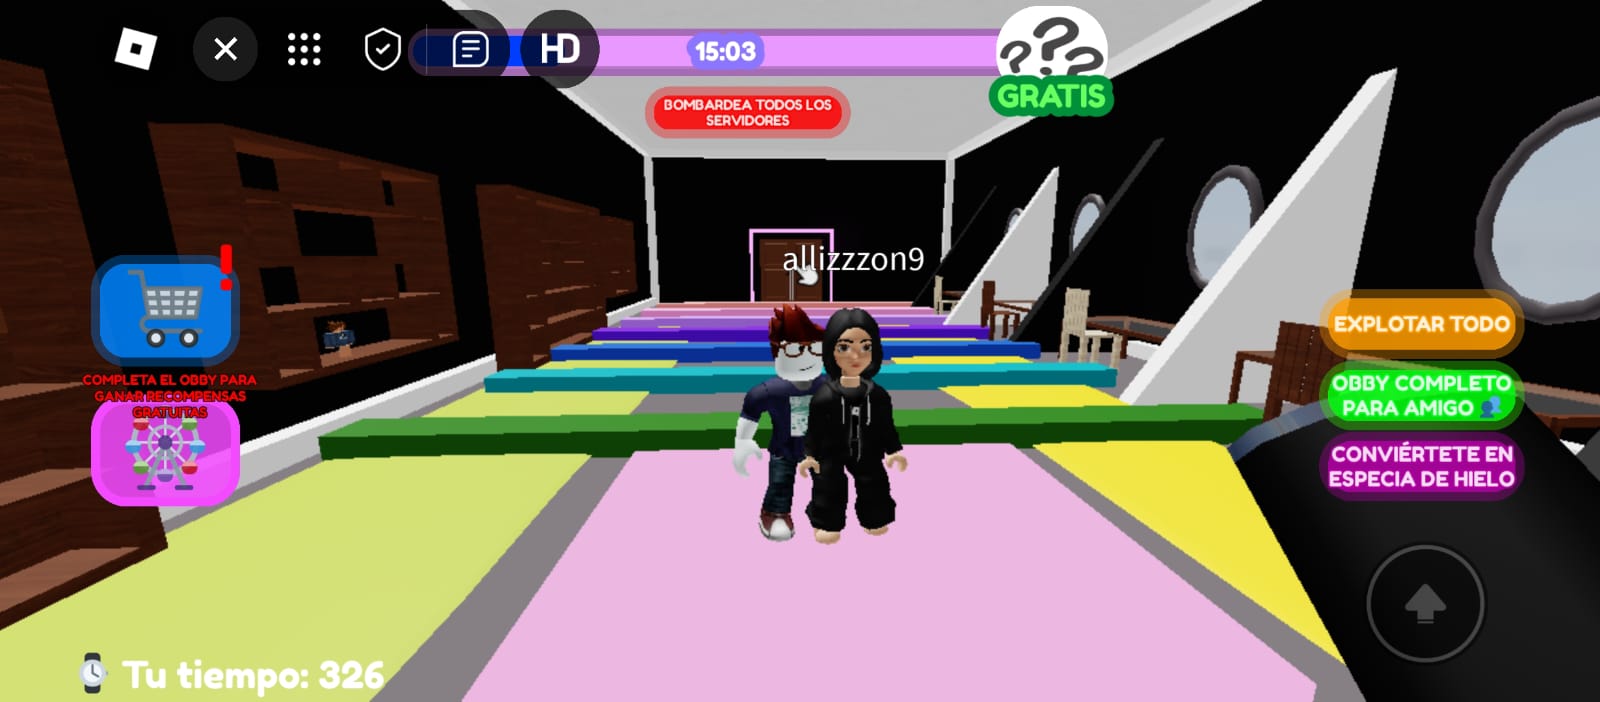 HD
15:03
GRATIS
BOMBARDEA TODOS LOS
SERVIDORES
allizzzon9
COMPLETA EL OBBY PARA
GANAR RECOMPENSAS
GRATUITAS
EXPLOTAR TODO
OBBY COMPLETO
PARA AMIGO
CONVIÉRTETE EN
ESPECIA DE HIELO
Tu tiempo: 326